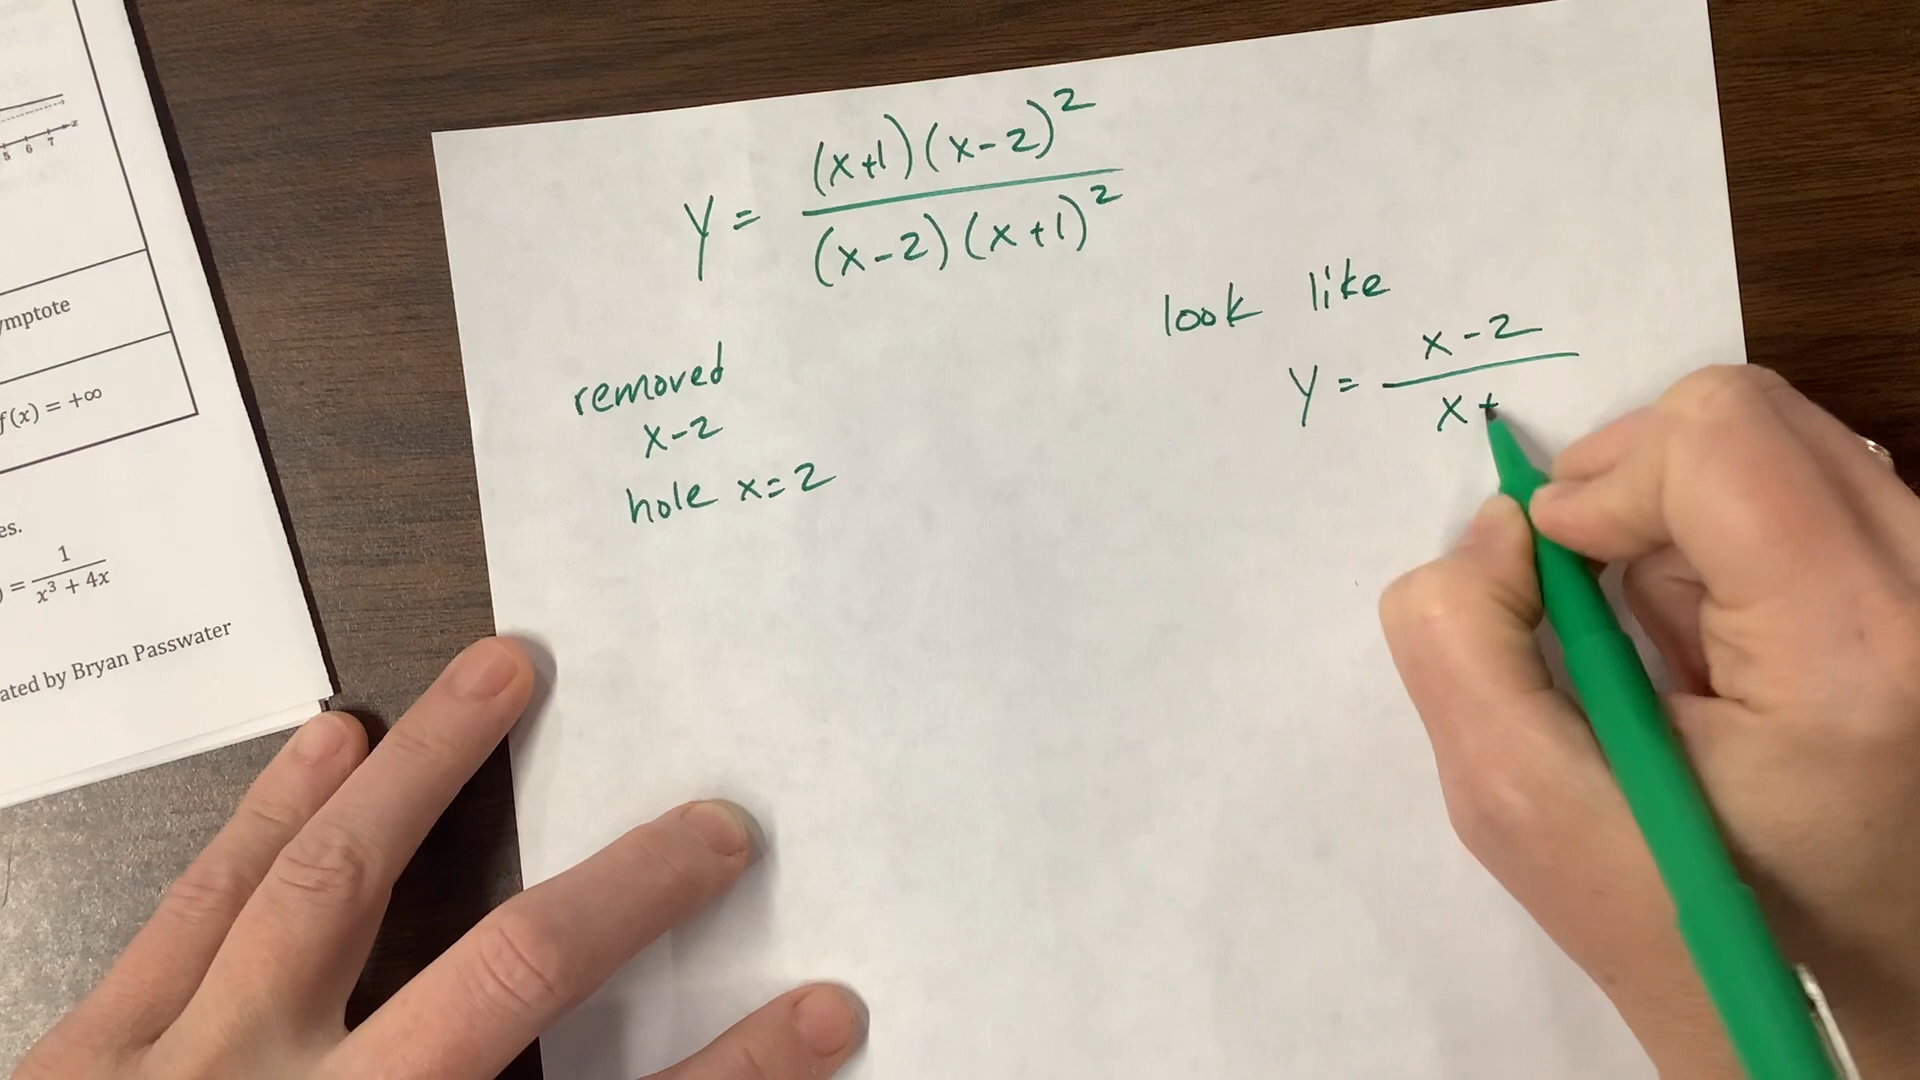 5 6 7 x
mptote
f(x) = +∞
es.
) = 1 / x³ + 4x
ated by Bryan Passwater
y = (x+1)(x-2)² / (x-2)(x+1)²
removed
x-2
hole x=2
look like
y = x-2 / x+